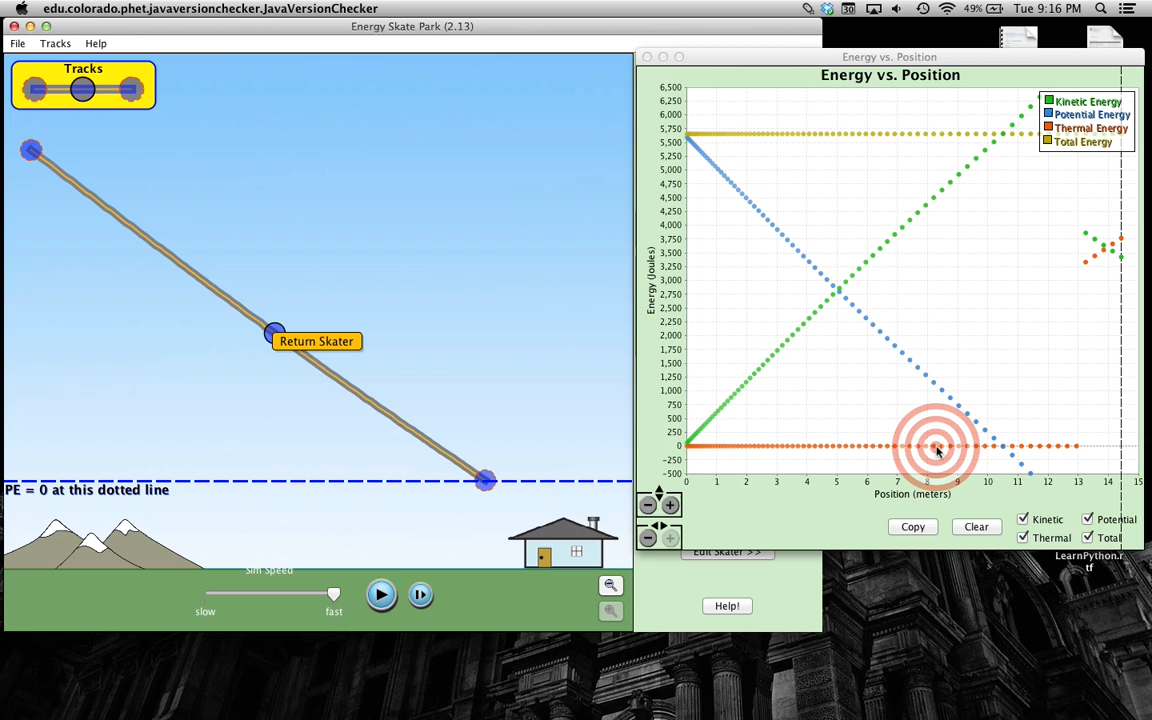 edu.colorado.phet.javaversionchecker.JavaVersionChecker
30
49%
Tue 9:16 PM
Energy Skate Park (2.13)
File Tracks Help
Tracks
Return Skater
PE = 0 at this dotted line
Sim Speed
slow
fast
Energy vs. Position
Energy vs. Position
Kinetic Energy
Potential Energy
Thermal Energy
Total Energy
6,500
6,250
6,000
5,750
5,500
5,250
5,000
4,750
4,500
4,250
4,000
3,750
3,500
3,250
3,000
2,750
2,500
2,250
2,000
1,750
1,500
1,250
1,000
750
500
250
0
−250
−500
Energy (Joules)
0 1 2 3 4 5 6 7 8 9 10 11 12 13 14 15
Position (meters)
Copy
Clear
Kinetic
Potential
Thermal
Total
Edit Skater >>
Help!
LearnPython.r
tf